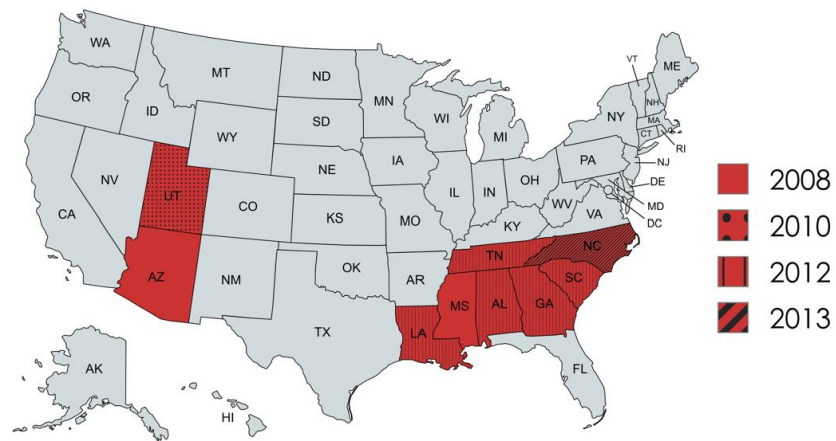 WA
MT
ND
MN
VT
ME
OR
ID
SD
WI
MI
NY
NH
MA
CT
RI
WY
IA
PA
NJ
NV
UT
NE
IL
IN
OH
DE
MD
DC
CA
CO
KS
MO
WV
VA
KY
AZ
NM
OK
AR
TN
NC
SC
MS
AL
GA
TX
LA
FL
AK
HI
2008
2010
2012
2013